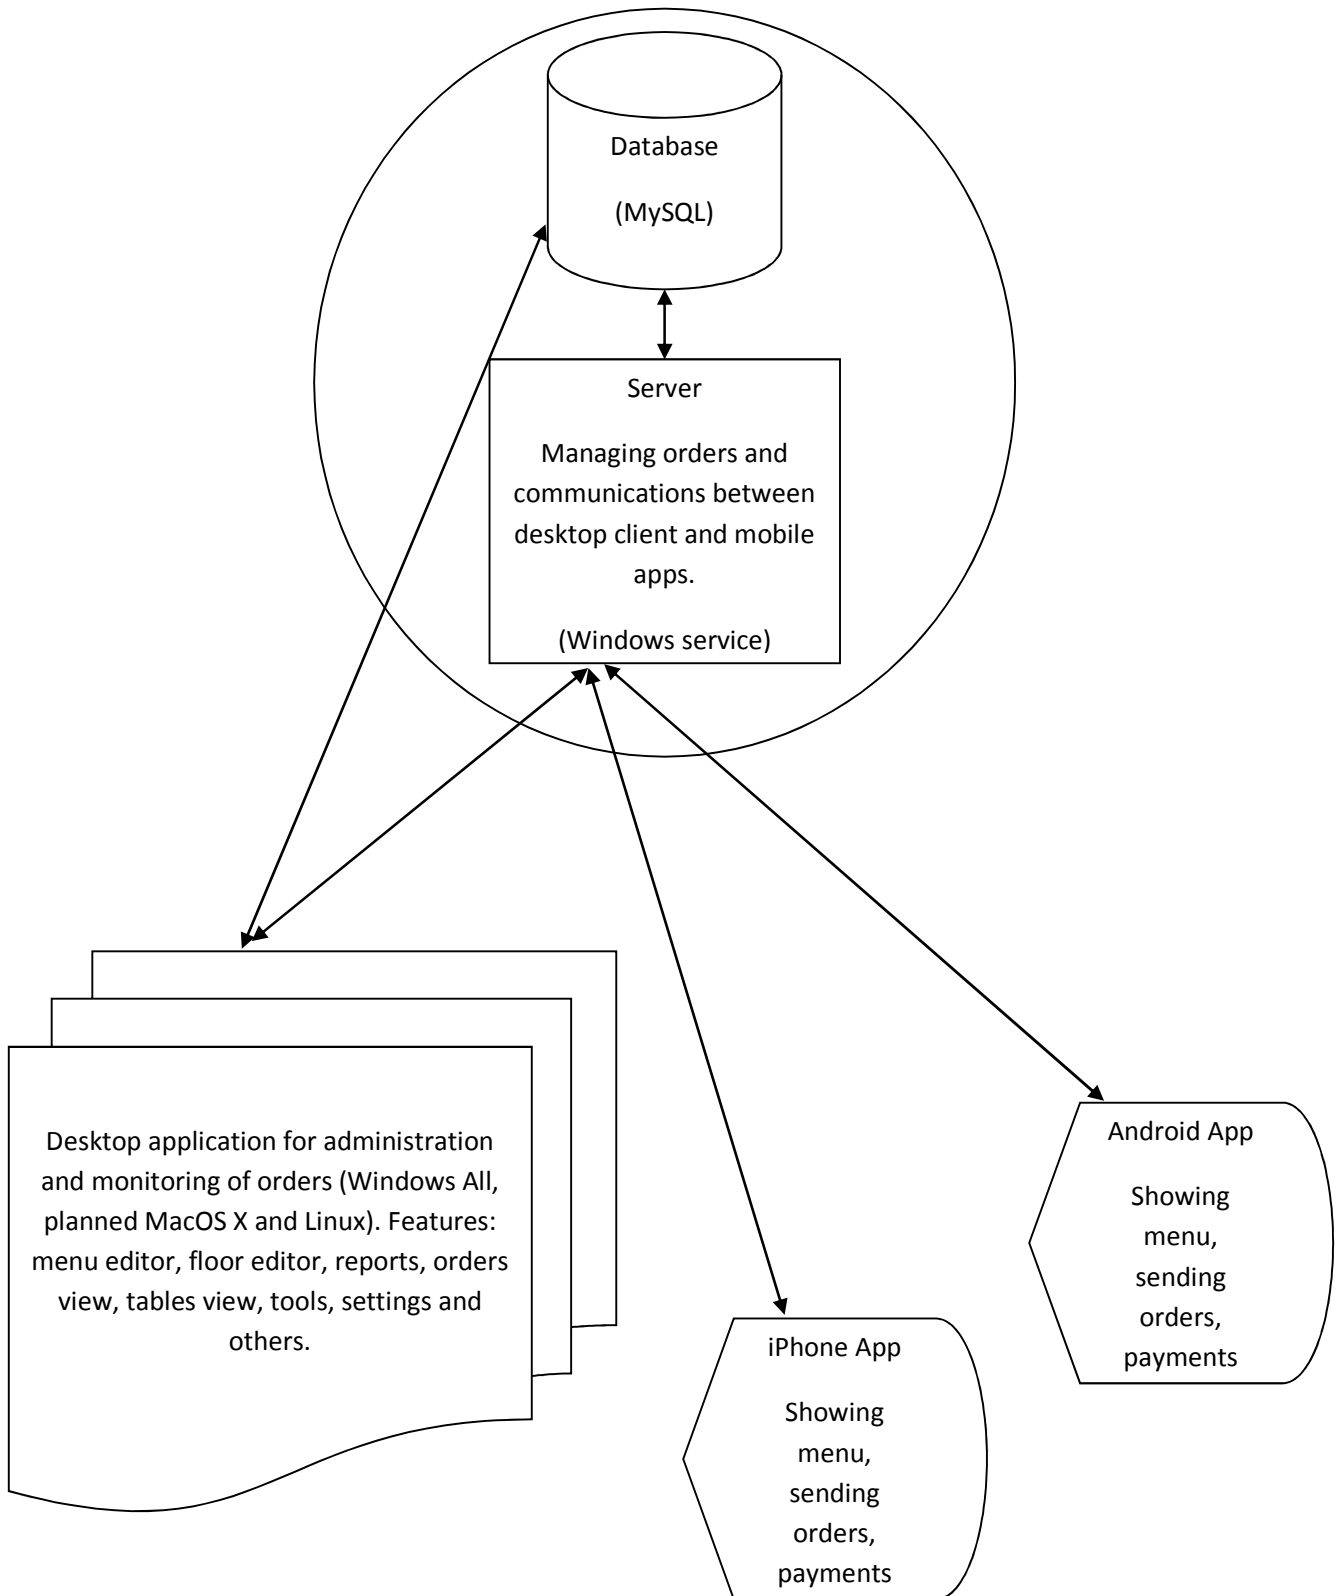 Database
(MySQL)
Server
Managing orders and
communications between
desktop client and mobile
apps.
(Windows service)
Desktop application for administration
and monitoring of orders (Windows All,
planned MacOS X and Linux). Features:
menu editor, floor editor, reports, orders
view, tables view, tools, settings and
others.
iPhone App
Showing
menu,
sending
orders,
payments
Android App
Showing
menu,
sending
orders,
payments